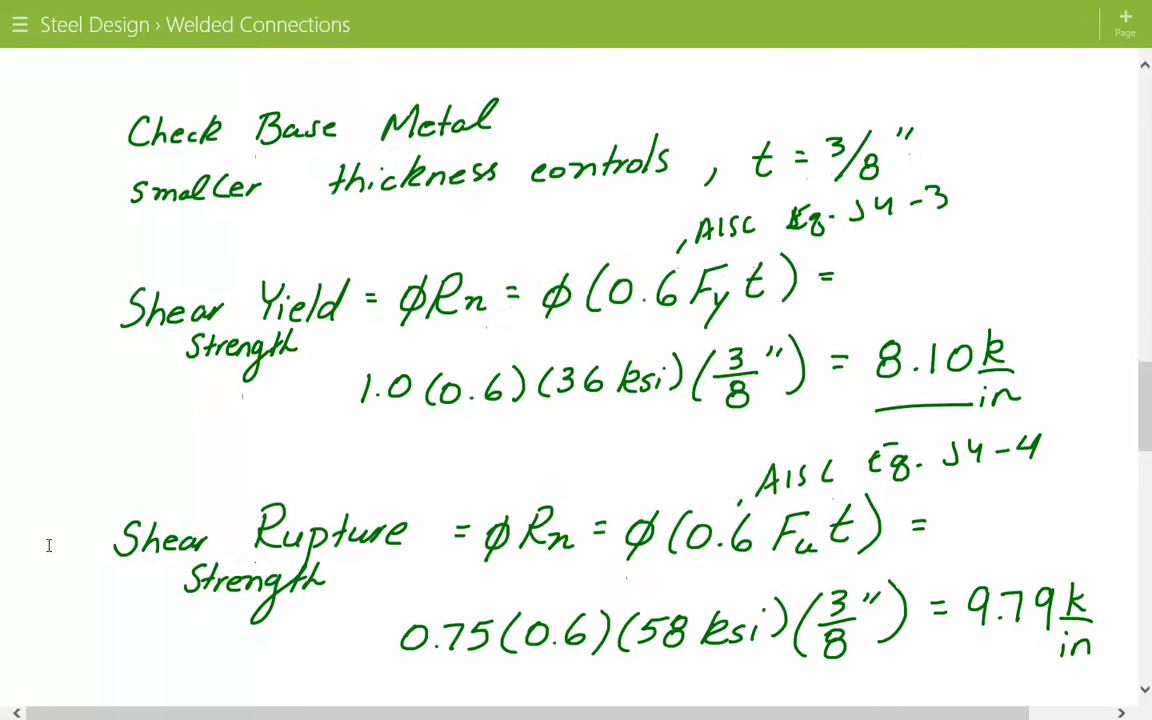 Steel Design › Welded Connections
Page
Check Base Metal
smaller thickness controls, t = 3/8"
, AISC Eq. J4-3
Shear Yield = ϕRn = ϕ(0.6 Fy t) =
Strength
1.0(0.6)(36 ksi)(3/8") = 8.10 k/in
, AISC Eq. J4-4
Shear Rupture = ϕRn = ϕ(0.6 Fu t) =
Strength
0.75(0.6)(58 ksi)(3/8") = 9.79 k/in